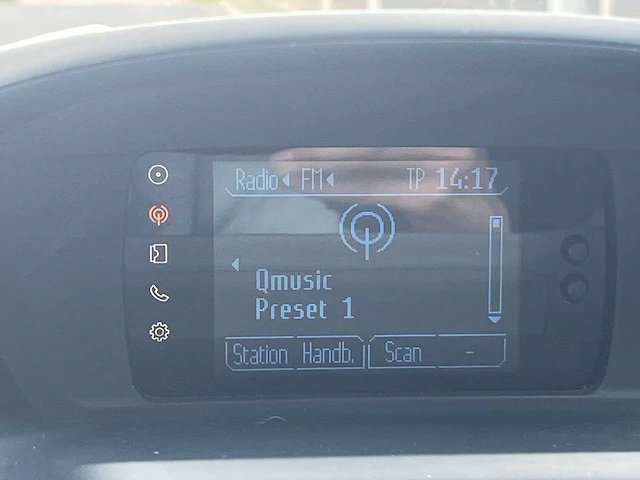 Radio FM TP 14:17
Qmusic
Preset 1
Station Handb. Scan -